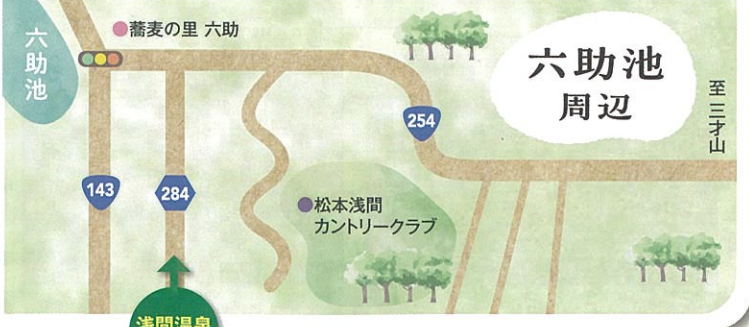 六助池
蕎麦の里 六助
六助池
周辺
至 三才山
254
143
284
松本浅間
カントリークラブ
浅間温泉